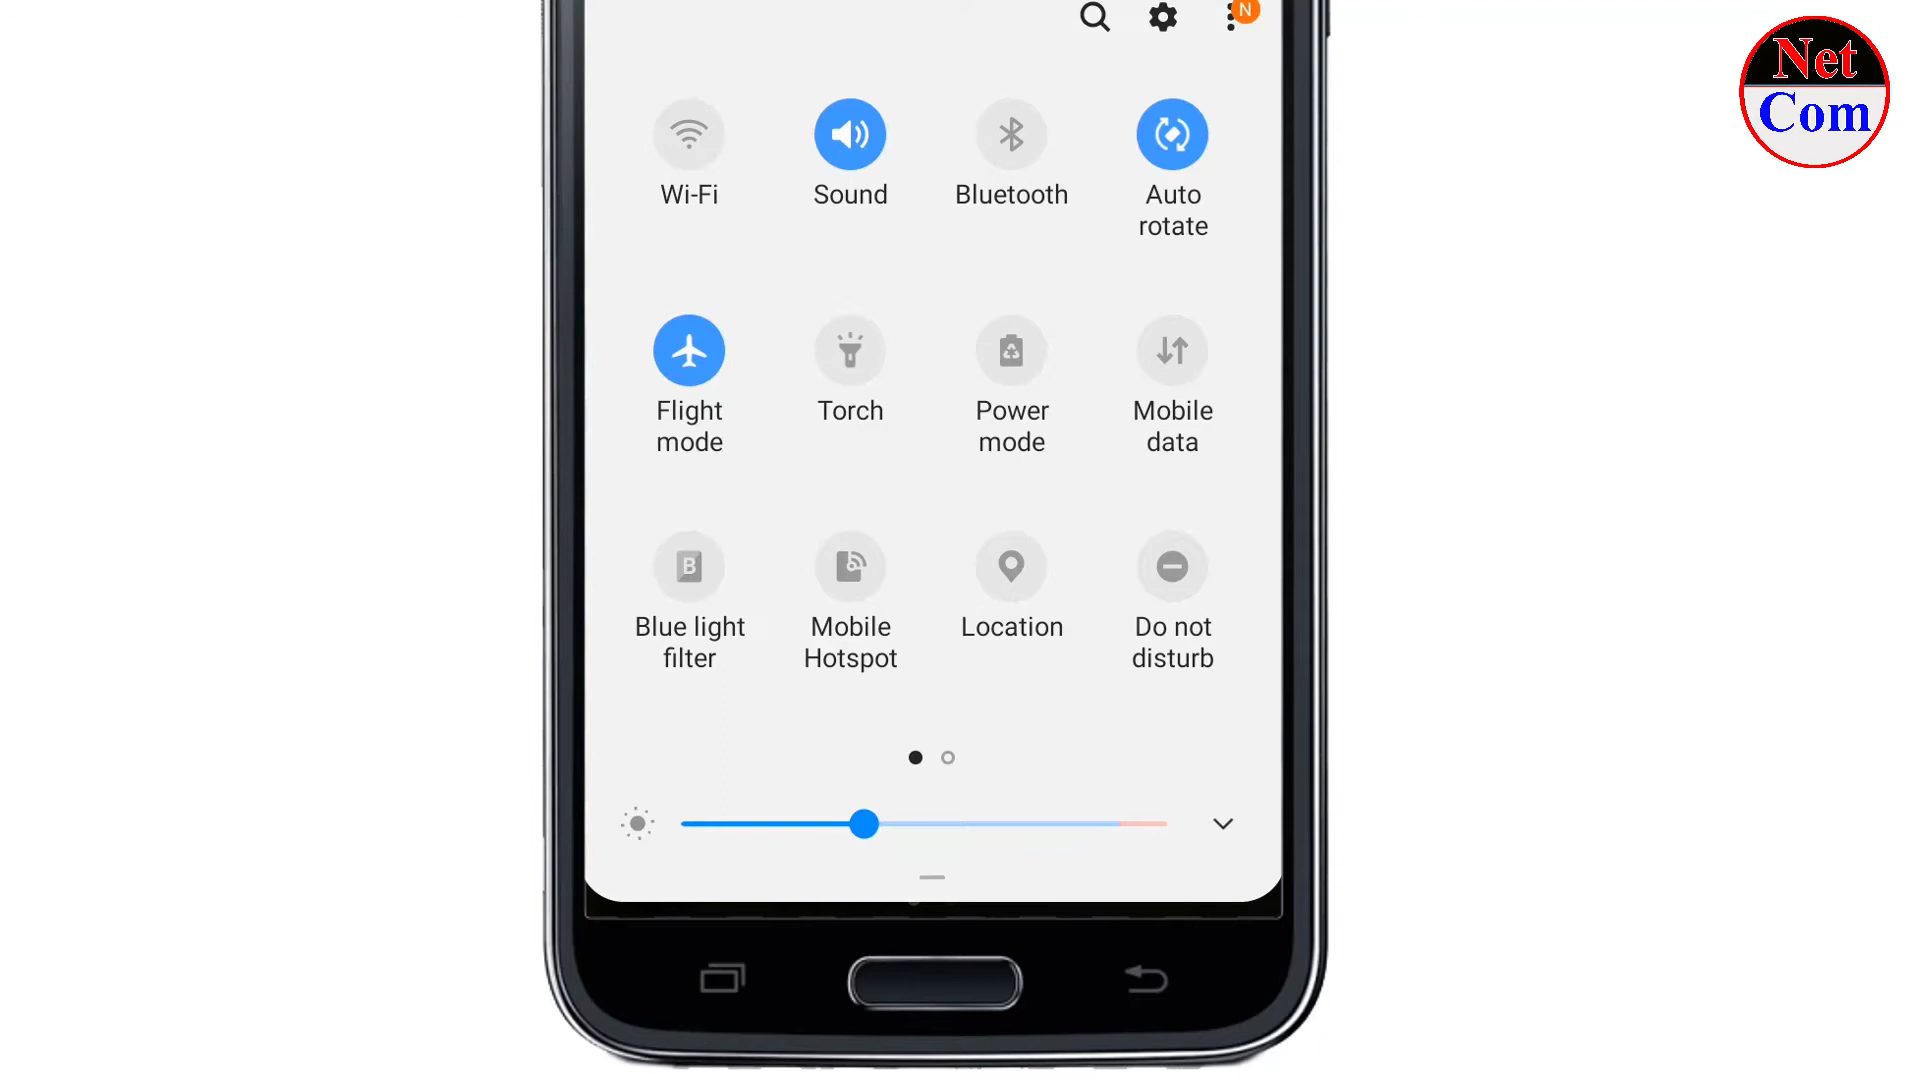 N
Net
Com
Wi-Fi
Sound
Bluetooth
Auto
rotate
Flight
mode
Torch
Power
mode
Mobile
data
B
Blue light
filter
Mobile
Hotspot
Location
Do not
disturb